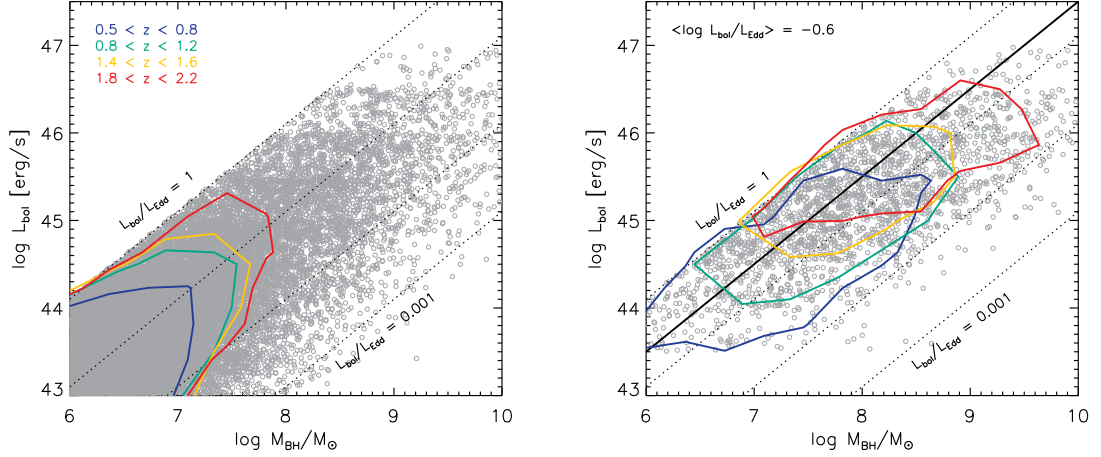 0.5 < z < 0.8
0.8 < z < 1.2
1.4 < z < 1.6
1.8 < z < 2.2
L_bol/L_Edd = 1
L_bol/L_Edd = 0.001
log L_bol [erg/s]
47
46
45
44
43
6 7 8 9 10
log M_BH/M_⊙
<log L_bol/L_Edd> = −0.6
L_bol/L_Edd = 1
L_bol/L_Edd = 0.001
log L_bol [erg/s]
47
46
45
44
43
6 7 8 9 10
log M_BH/M_⊙